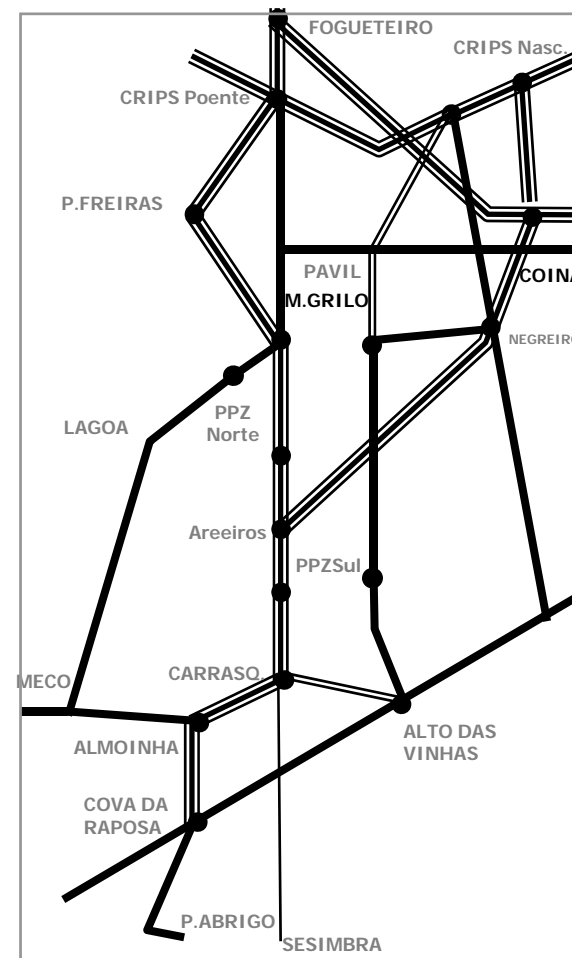 FOGUETEIRO
CRIPS Nasc.
CRIPS Poente
P.FREIRAS
PAVIL
COINA
M.GRILO
NEGREIRO
PPZ
Norte
LAGOA
Areeiros
PPZSul
CARRASQ.
MECO
ALTO DAS
VINHAS
ALMOINHA
COVA DA
RAPOSA
P.ABRIGO
SESIMBRA